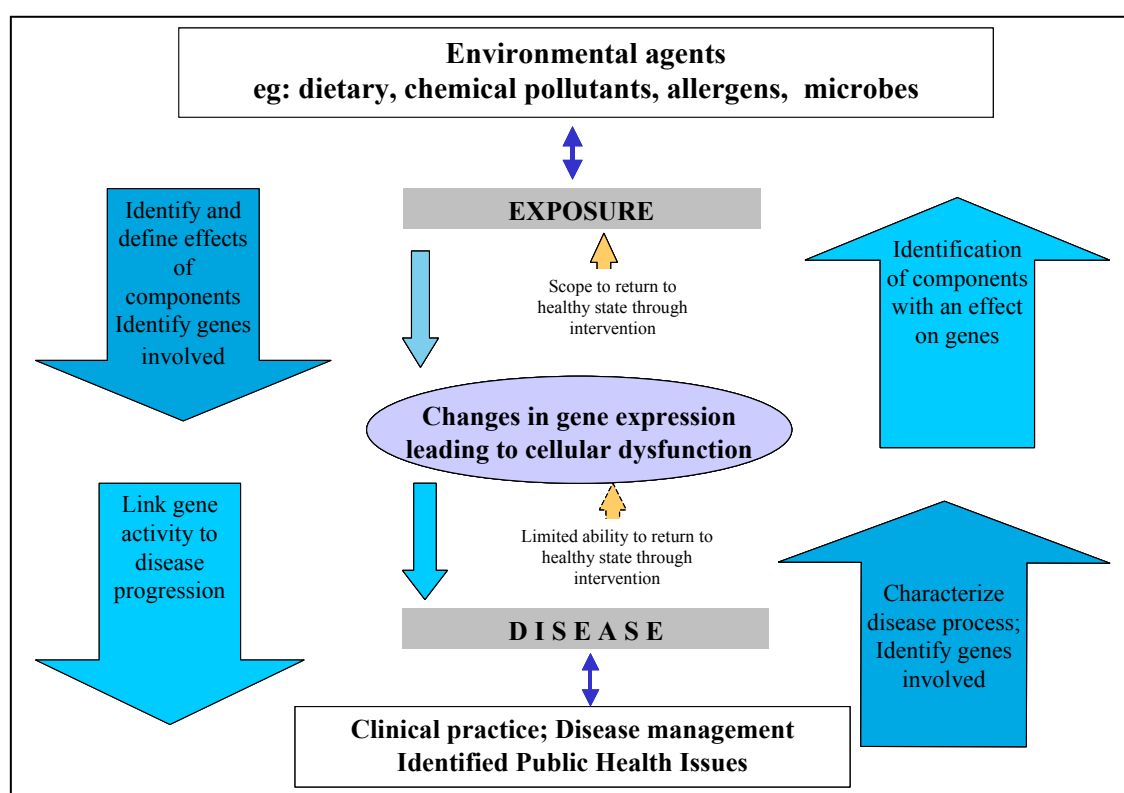 Environmental agents
eg: dietary, chemical pollutants, allergens, microbes
EXPOSURE
Identify and
define effects
of
components
Identify genes
involved
Scope to return to
healthy state through
intervention
Identification
of components
with an effect
on genes
Changes in gene expression
leading to cellular dysfunction
Link gene
activity to
disease
progression
Limited ability to return to
healthy state through
intervention
Characterize
disease process;
Identify genes
involved
D I S E A S E
Clinical practice; Disease management
Identified Public Health Issues